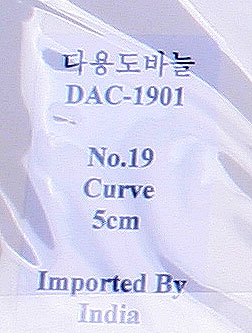 다용도바늘
DAC-1901
No.19
Curve
5cm
Imported By
India